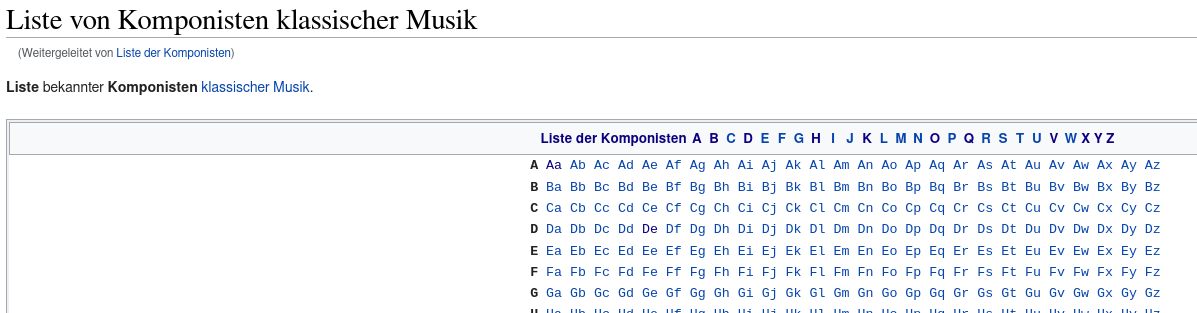 Liste von Komponisten klassischer Musik
(Weitergeleitet von Liste der Komponisten)
Liste bekannter Komponisten klassischer Musik.
Liste der Komponisten A B C D E F G H I J K L M N O P Q R S T U V W X Y Z
A Aa Ab Ac Ad Ae Af Ag Ah Ai Aj Ak Al Am An Ao Ap Aq Ar As At Au Av Aw Ax Ay Az
B Ba Bb Bc Bd Be Bf Bg Bh Bi Bj Bk Bl Bm Bn Bo Bp Bq Br Bs Bt Bu Bv Bw Bx By Bz
C Ca Cb Cc Cd Ce Cf Cg Ch Ci Cj Ck Cl Cm Cn Co Cp Cq Cr Cs Ct Cu Cv Cw Cx Cy Cz
D Da Db Dc Dd De Df Dg Dh Di Dj Dk Dl Dm Dn Do Dp Dq Dr Ds Dt Du Dv Dw Dx Dy Dz
E Ea Eb Ec Ed Ee Ef Eg Eh Ei Ej Ek El Em En Eo Ep Eq Er Es Et Eu Ev Ew Ex Ey Ez
F Fa Fb Fc Fd Fe Ff Fg Fh Fi Fj Fk Fl Fm Fn Fo Fp Fq Fr Fs Ft Fu Fv Fw Fx Fy Fz
G Ga Gb Gc Gd Ge Gf Gg Gh Gi Gj Gk Gl Gm Gn Go Gp Gq Gr Gs Gt Gu Gv Gw Gx Gy Gz